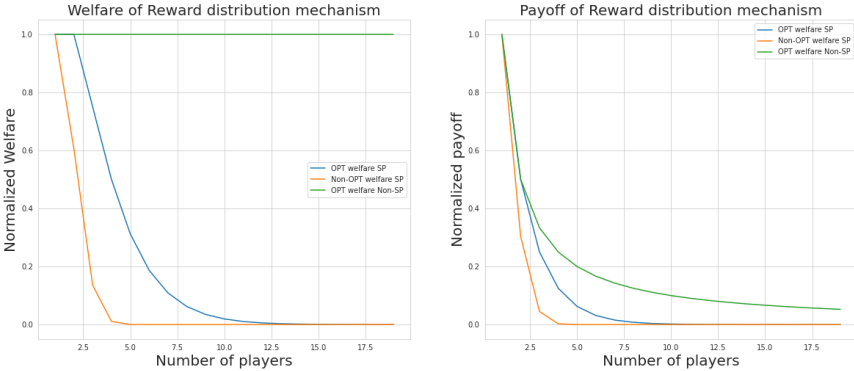 Welfare of Reward distribution mechanism
Normalized Welfare
1.0
0.8
0.6
0.4
0.2
0.0
OPT welfare SP
Non-OPT welfare SP
OPT welfare Non-SP
2.5 5.0 7.5 10.0 12.5 15.0 17.5
Number of players
Payoff of Reward distribution mechanism
Normalized payoff
1.0
0.8
0.6
0.4
0.2
0.0
OPT welfare SP
Non-OPT welfare SP
OPT welfare Non-SP
2.5 5.0 7.5 10.0 12.5 15.0 17.5
Number of players